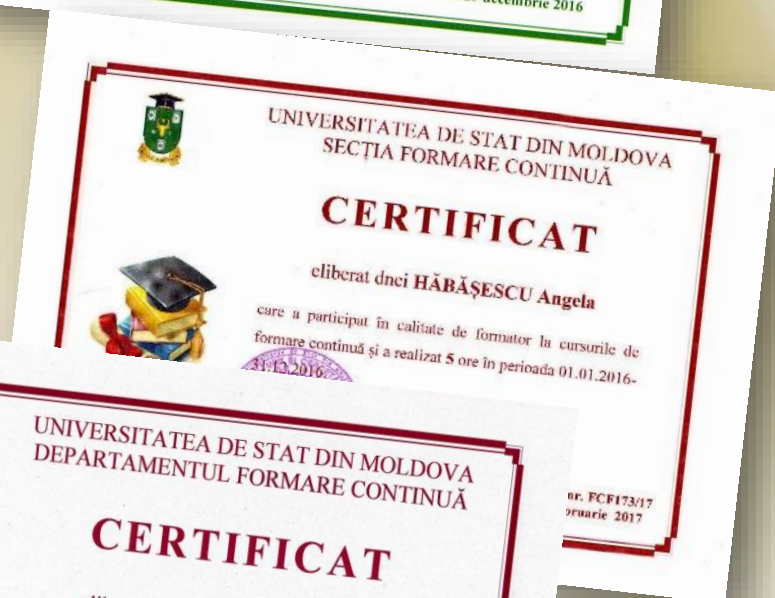 decembrie 2016
UNIVERSITATEA DE STAT DIN MOLDOVA
SECȚIA FORMARE CONTINUĂ
CERTIFICAT
eliberat dnei HĂBĂȘESCU Angela
care a participat în calitate de formator la cursurile de
formare continuă și a realizat 5 ore în perioada 01.01.2016-
31.12.2016
nr. FCF173/17
bruarie 2017
UNIVERSITATEA DE STAT DIN MOLDOVA
DEPARTAMENTUL FORMARE CONTINUĂ
CERTIFICAT